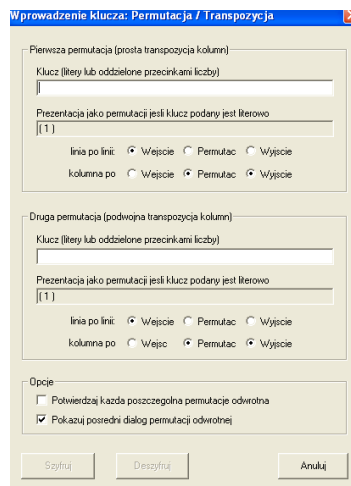 Wprowadzenie klucza: Permutacja / Transpozycja
Pierwsza permutacja (prosta transpozycja kolumn)
Klucz (litery lub oddzielone przecinkami liczby)
Prezentacja jako permutacji jesli klucz podany jest literowo
( 1 )
linia po linii: Wejscie Permutac Wyjscie
kolumna po Wejscie Permutac Wyjscie
Druga permutacja (podwojna transpozycja kolumn)
Klucz (litery lub oddzielone przecinkami liczby)
Prezentacja jako permutacji jesli klucz podany jest literowo
( 1 )
linia po linii: Wejscie Permutac Wyjscie
kolumna po Wejsc Permutac Wyjscie
Opcje
Potwierdzaj kazda poszczegolna permutacje odwrotna
Pokazuj posredni dialog permutacji odwrotnej
Szyfruj Deszyfruj Anuluj